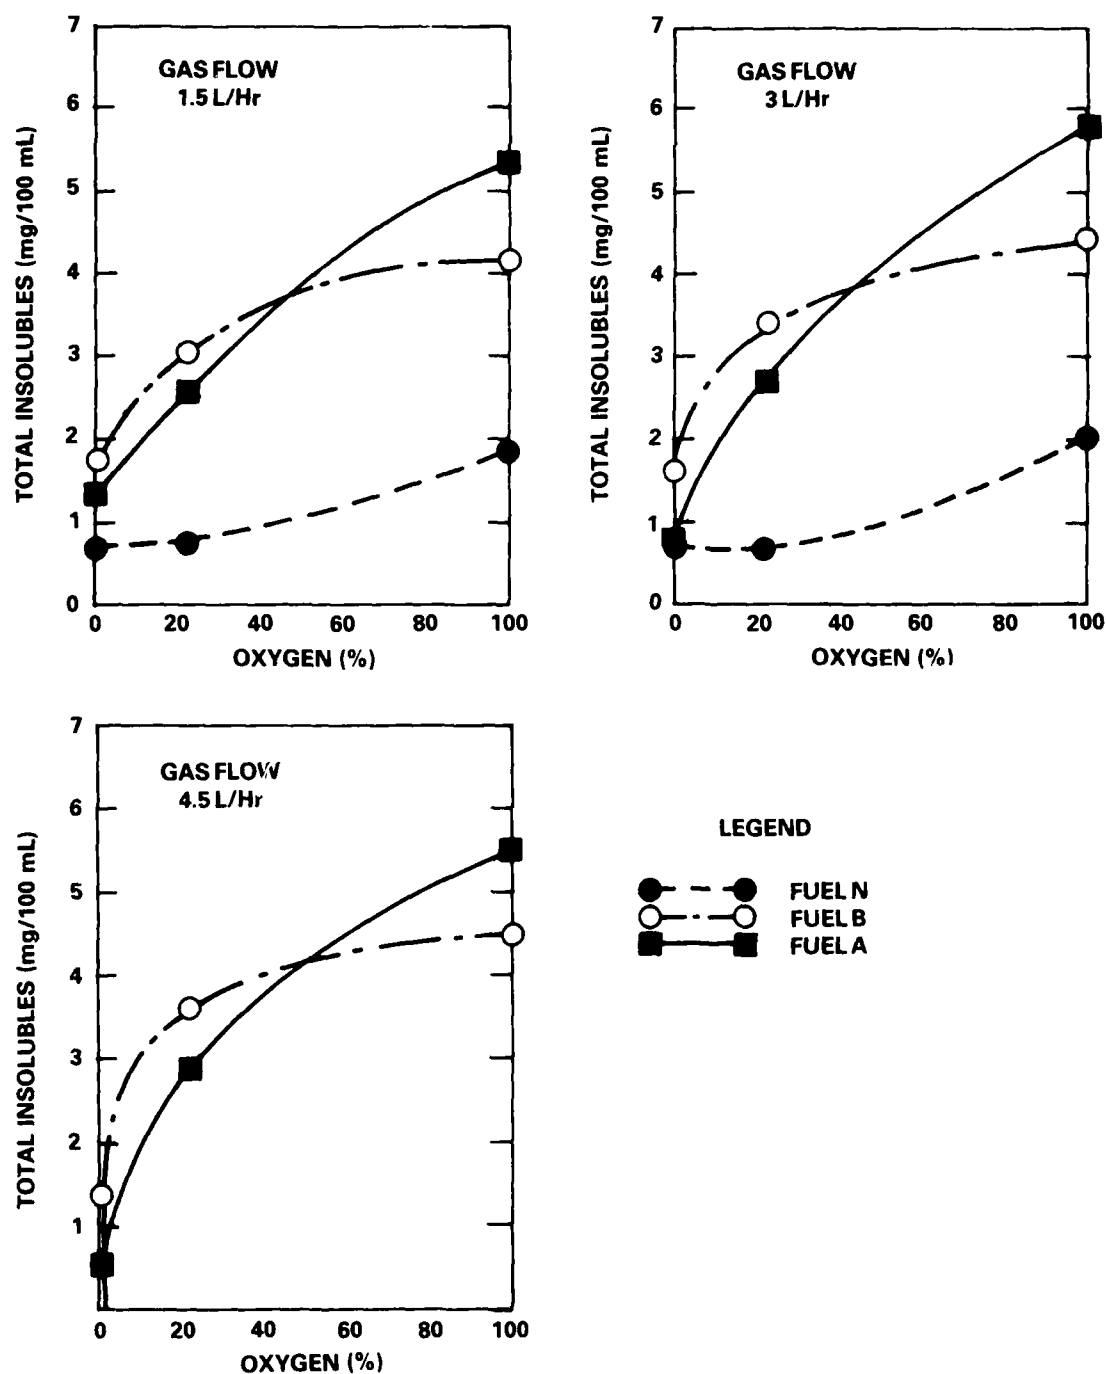 GAS FLOW
1.5 L/Hr
7
6
5
4
3
2
1
0
TOTAL INSOLUBLES (mg/100 mL)
0 20 40 60 80 100
OXYGEN (%)
GAS FLOW
3 L/Hr
7
6
5
4
3
2
1
0
TOTAL INSOLUBLES (mg/100 mL)
0 20 40 60 80 100
OXYGEN (%)
GAS FLOW
4.5 L/Hr
7
6
5
4
3
2
1
TOTAL INSOLUBLES (mg/100 mL)
0 20 40 60 80 100
OXYGEN (%)
LEGEND
FUEL N
FUEL B
FUEL A